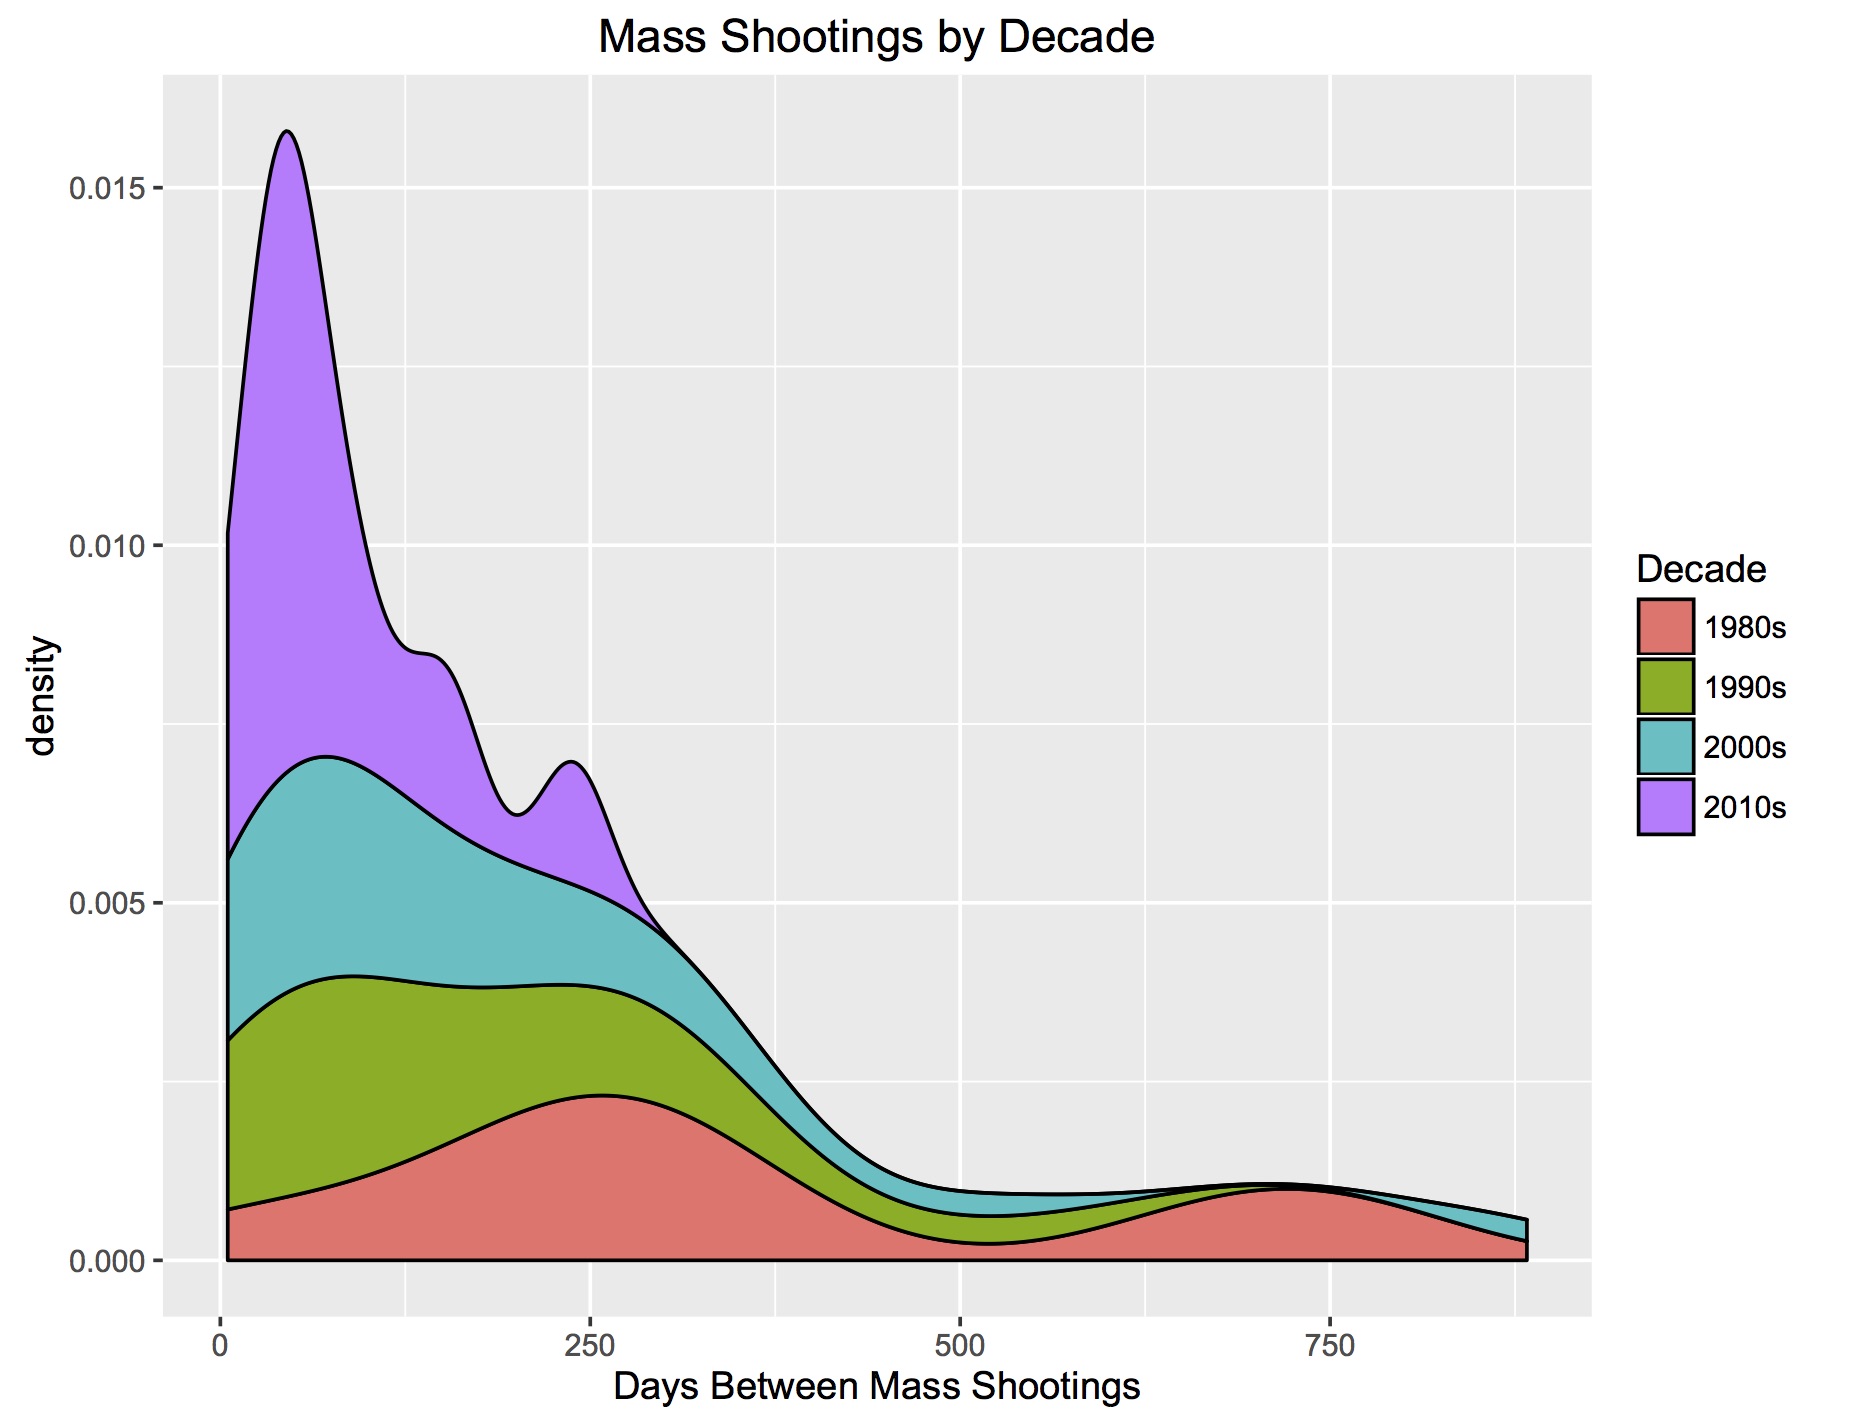 Mass Shootings by Decade
0.015
0.010
0.005
0.000
density
0
250
500
750
Days Between Mass Shootings
Decade
1980s
1990s
2000s
2010s